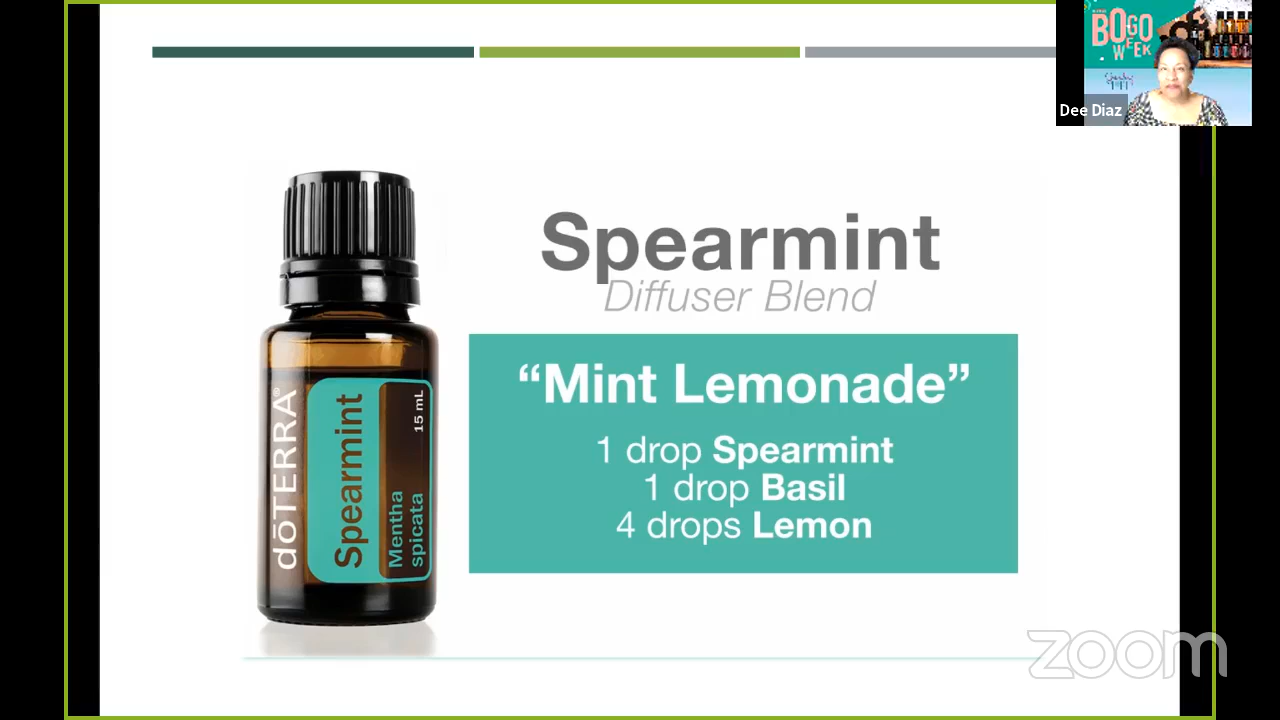 BOGO
WEEK
Dee Diaz
Spearmint
Diffuser Blend
“Mint Lemonade”
1 drop Spearmint
1 drop Basil
4 drops Lemon
dōTERRA®
Spearmint
Mentha
spicata
15 mL
zoom